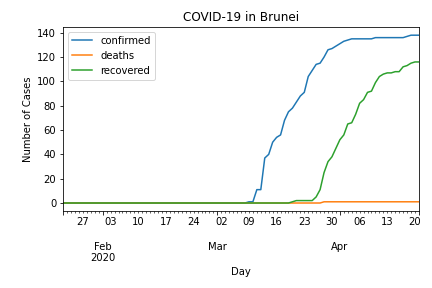 COVID-19 in Brunei
confirmed
deaths
recovered
Number of Cases
140
120
100
80
60
40
20
0
27 03 10 17 24 02 09 16 23 30 06 13 20
Feb Mar Apr
2020
Day